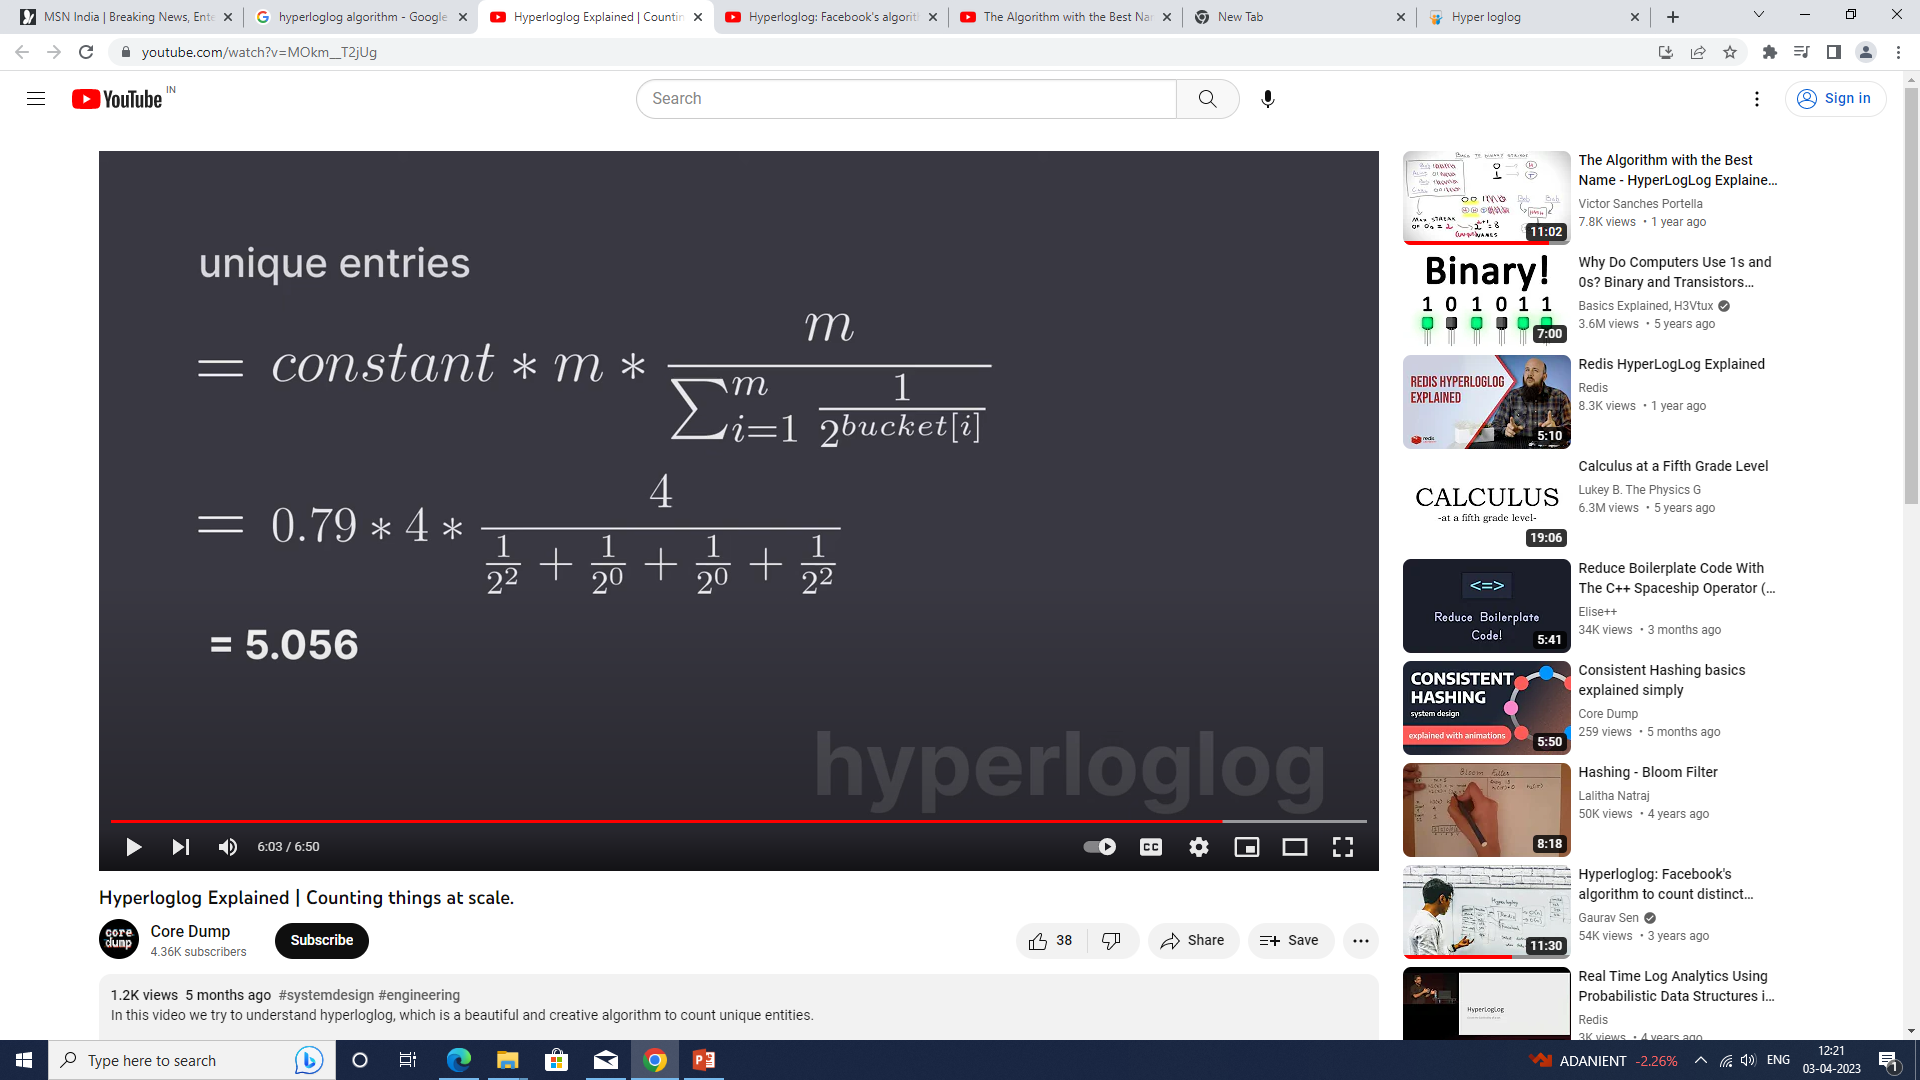 MSN India | Breaking News, Ente
hyperloglog algorithm - Google
Hyperloglog Explained | Countin
Hyperloglog: Facebook's algorit
The Algorithm with the Best Na
New Tab
Hyper loglog
youtube.com/watch?v=MOkm__T2jUg
YouTube IN
Search
Sign in
unique entries
= constant * m * m / ∑_{i=1}^{m} 1/2^{bucket[i]}
= 0.79 * 4 * 4 / (1/2^2 + 1/2^0 + 1/2^0 + 1/2^2)
= 5.056
hyperloglog
6:03 / 6:50
CC
Hyperloglog Explained | Counting things at scale.
core dump
Core Dump
4.36K subscribers
Subscribe
38
Share
Save
1.2K views 5 months ago #systemdesign #engineering
In this video we try to understand hyperloglog, which is a beautiful and creative algorithm to count unique entities.
11:02
The Algorithm with the Best
Name - HyperLogLog Explaine...
Victor Sanches Portella
7.8K views • 1 year ago
Binary!
1 0 1 0 1 1
7:00
Why Do Computers Use 1s and
0s? Binary and Transistors...
Basics Explained, H3Vtux
3.6M views • 5 years ago
REDIS HYPERLOGLOG
EXPLAINED
redis
5:10
Redis HyperLogLog Explained
Redis
8.3K views • 1 year ago
CALCULUS
-at a fifth grade level-
19:06
Calculus at a Fifth Grade Level
Lukey B. The Physics G
6.3M views • 5 years ago
<=>
Reduce Boilerplate
Code!
5:41
Reduce Boilerplate Code With
The C++ Spaceship Operator (...
Elise++
34K views • 3 months ago
CONSISTENT
HASHING
system design
explained with animations
5:50
Consistent Hashing basics
explained simply
Core Dump
259 views • 5 months ago
Bloom Filter
8:18
Hashing - Bloom Filter
Lalitha Natraj
50K views • 4 years ago
11:30
Hyperloglog: Facebook's
algorithm to count distinct...
Gaurav Sen
54K views • 3 years ago
HyperLogLog
Real Time Log Analytics Using
Probabilistic Data Structures i...
Redis
3K views • 4 years ago
Type here to search
ADANIENT -2.26%
ENG
12:21
03-04-2023
1